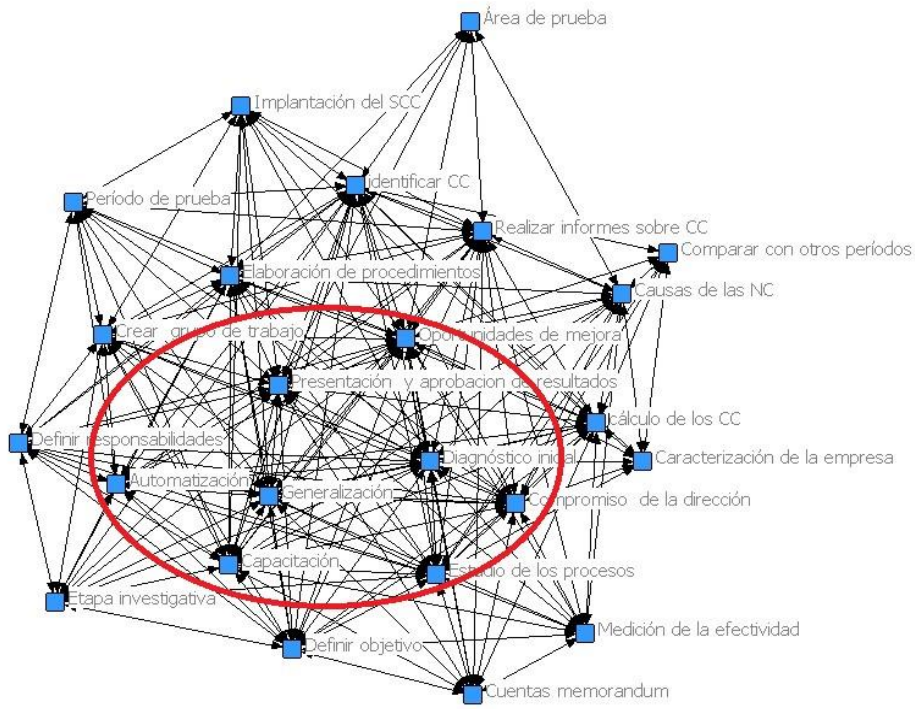 Área de prueba
Implantación del SCC
identificar CC
Período de prueba
Realizar informes sobre CC
Comparar con otros períodos
Elaboración de procedimientos
Causas de las NC
Crear grupo de trabajo
Oportunidades de mejora
Presentación y aprobacion de resultados
cálculo de los CC
Definir responsabilidades
Diagnóstico inicial
Caracterización de la empresa
Automatización
Generalización
Compromiso de la dirección
Capacitación
Estudio de los procesos
Etapa investigativa
Medición de la efectividad
Definir objetivo
Cuentas memorandum